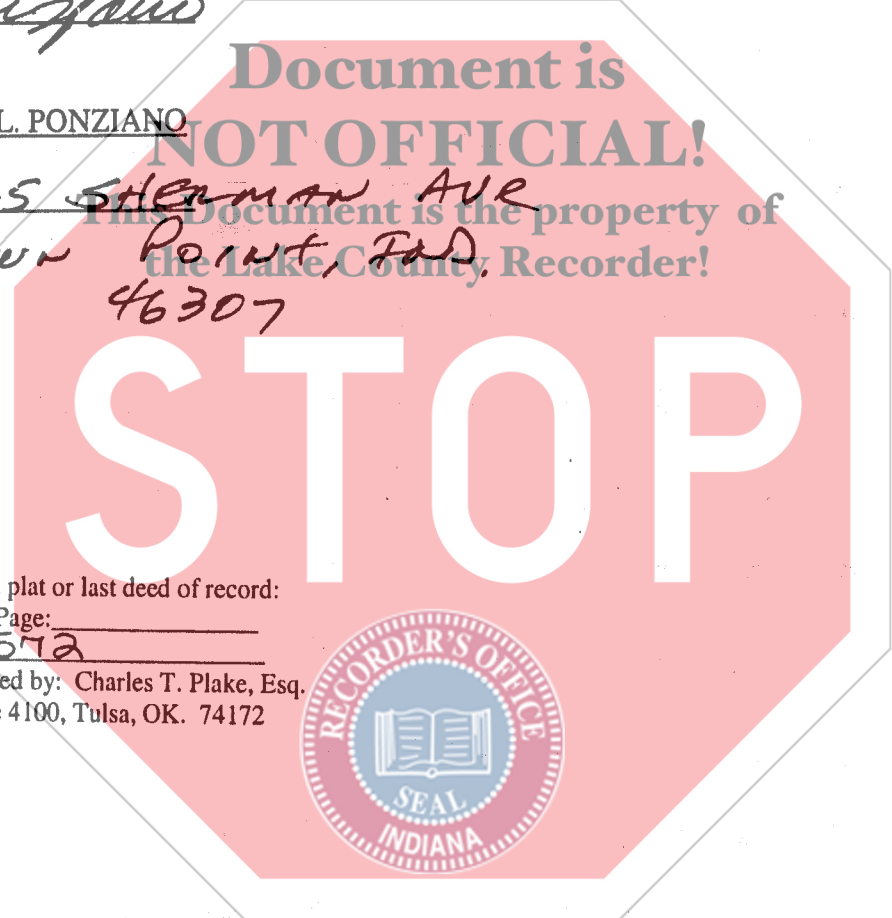 Document is
NOT OFFICIAL!
This Document is the property of
the Lake County Recorder!
L. PONZIANO
S SHERMAN AVE
WN POINT, IND.
46307
STOP
plat or last deed of record:
Page:
572
ed by: Charles T. Plake, Esq.
4100, Tulsa, OK. 74172
RECORDER'S OFFICE
SEAL
INDIANA